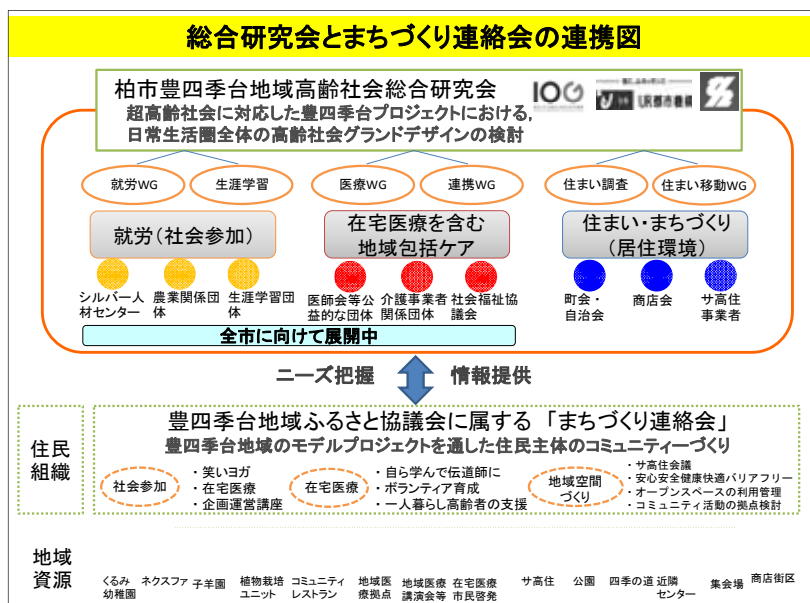 総合研究会とまちづくり連絡会の連携図
柏市豊四季台地域高齢社会総合研究会
IOG
UR都市機構
超高齢社会に対応した豊四季台プロジェクトにおける,
日常生活圏全体の高齢社会グランドデザインの検討
就労WG
生涯学習
医療WG
連携WG
住まい調査
住まい移動WG
就労(社会参加)
在宅医療を含む
地域包括ケア
住まい・まちづくり
(居住環境)
シルバー人
材センター
農業関係団
体
生涯学習団
体
医師会等公
益的な団体
介護事業者
関係団体
社会福祉協
議会
町会・
自治会
商店会
サ高住
事業者
全市に向けて展開中
ニーズ把握
情報提供
住民
組織
豊四季台地域ふるさと協議会に属する 「まちづくり連絡会」
豊四季台地域のモデルプロジェクトを通した住民主体のコミュニティーづくり
社会参加
・笑いヨガ
・在宅医療
・企画運営講座
在宅医療
・自ら学んで伝道師に
・ボランティア育成
・一人暮らし高齢者の支援
地域空間
づくり
・サ高住会議
・安心安全健康快適バリアフリー
・オープンスペースの利用管理
・コミュニティ活動の拠点検討
地域
資源
くるみ
幼稚園
ネクスファ
子羊園
植物栽培
ユニット
コミュニティ
レストラン
地域医
療拠点
地域医療
講演会等
在宅医療
市民啓発
サ高住
公園
四季の道
近隣
センター
集会場
商店街区